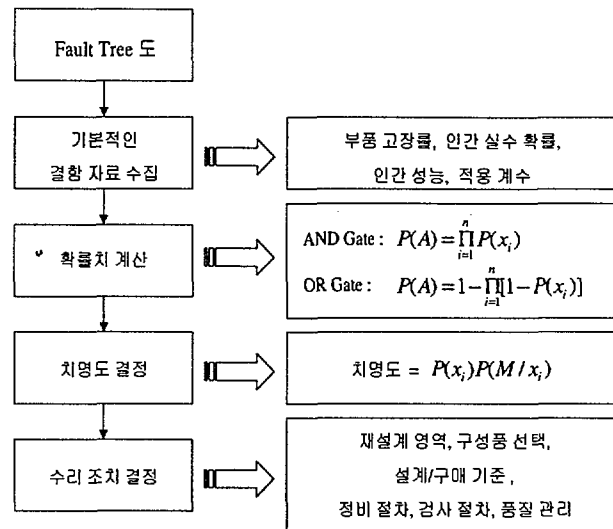 Fault Tree 도
기본적인
결함 자료 수집
부품 고장률, 인간 실수 확률,
인간 성능, 적용 계수
확률치 계산
AND Gate : P(A) = ∏_{i=1}^{n} P(x_i)
OR Gate : P(A) = 1 − ∏_{i=1}^{n} [1 − P(x_i)]
치명도 결정
치명도 = P(x_i)P(M / x_i)
수리 조치 결정
재설계 영역, 구성품 선택,
설계/구매 기준 ,
정비 절차, 검사 절차, 품질 관리